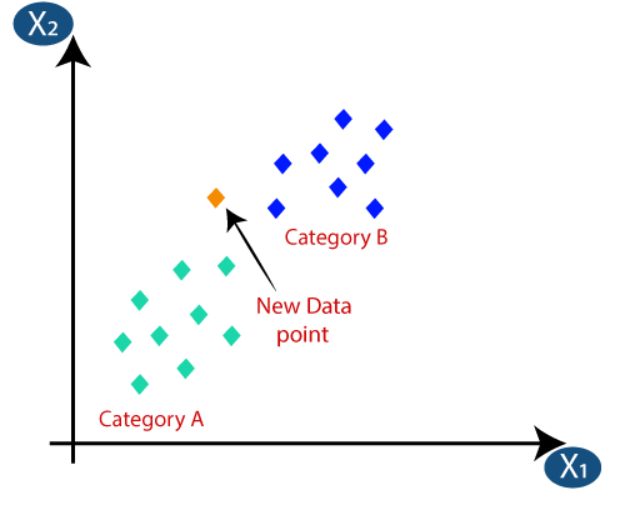 X₂
Category B
New Data
point
Category A
X₁